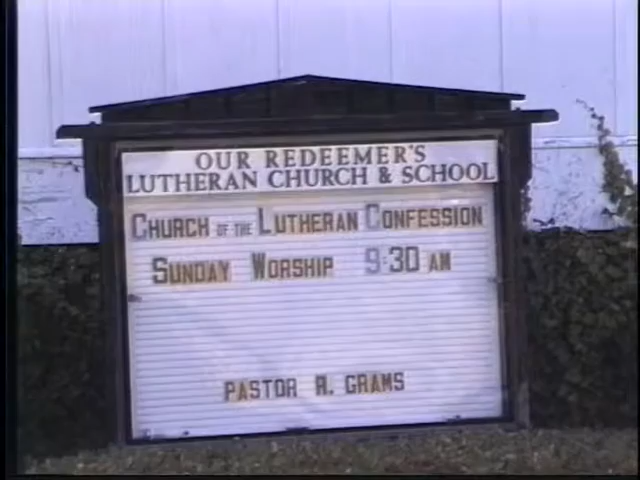 OUR REDEEMER'S
LUTHERAN CHURCH & SCHOOL
CHURCH OF THE LUTHERAN CONFESSION
SUNDAY WORSHIP 9:30 AM
PASTOR R. GRAMS